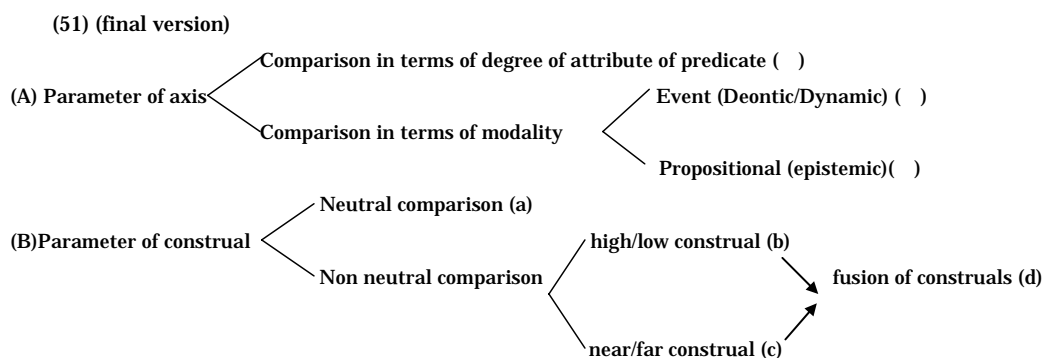 (51) (final version)
Comparison in terms of degree of attribute of predicate (   )
(A) Parameter of axis
Event (Deontic/Dynamic) (   )
Comparison in terms of modality
Propositional (epistemic)(   )
Neutral comparison (a)
(B)Parameter of construal
high/low construal (b)
Non neutral comparison
fusion of construals (d)
near/far construal (c)